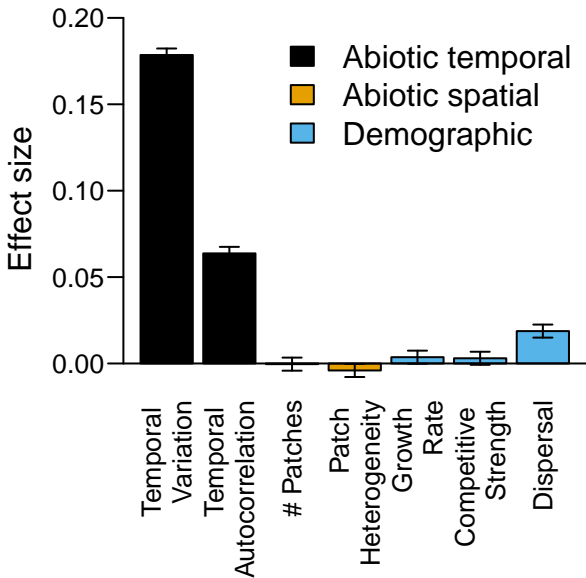 0.20
0.15
0.10
0.05
0.00
Effect size
Abiotic temporal
Abiotic spatial
Demographic
Temporal
Variation
Temporal
Autocorrelation
# Patches
Patch
Heterogeneity
Growth
Rate
Competitive
Strength
Dispersal